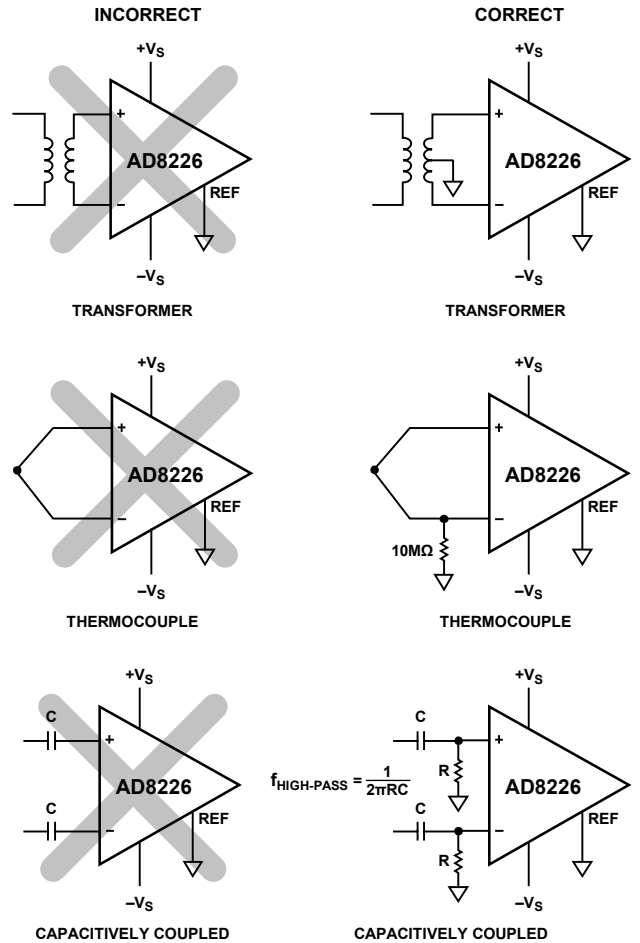 INCORRECT
CORRECT
+VS
+
AD8226
REF
−
−VS
TRANSFORMER
+VS
+
AD8226
REF
−
−VS
TRANSFORMER
+VS
+
AD8226
REF
−
−VS
THERMOCOUPLE
+VS
+
AD8226
REF
−
10MΩ
−VS
THERMOCOUPLE
+VS
C
+
AD8226
C
REF
−
−VS
CAPACITIVELY COUPLED
+VS
C
+
R
fHIGH-PASS = 1/2πRC
AD8226
C
REF
−
R
−VS
CAPACITIVELY COUPLED